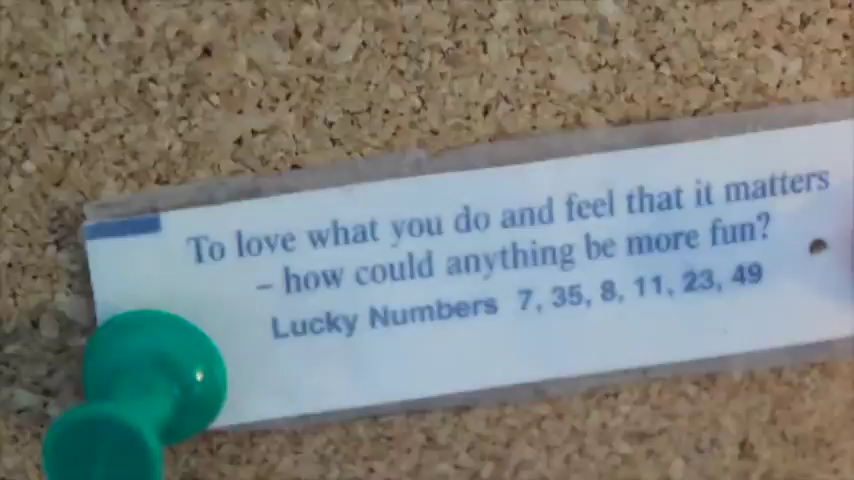 To love what you do and feel that it matters
– how could anything be more fun?
Lucky Numbers 7, 35, 8, 11, 23, 49